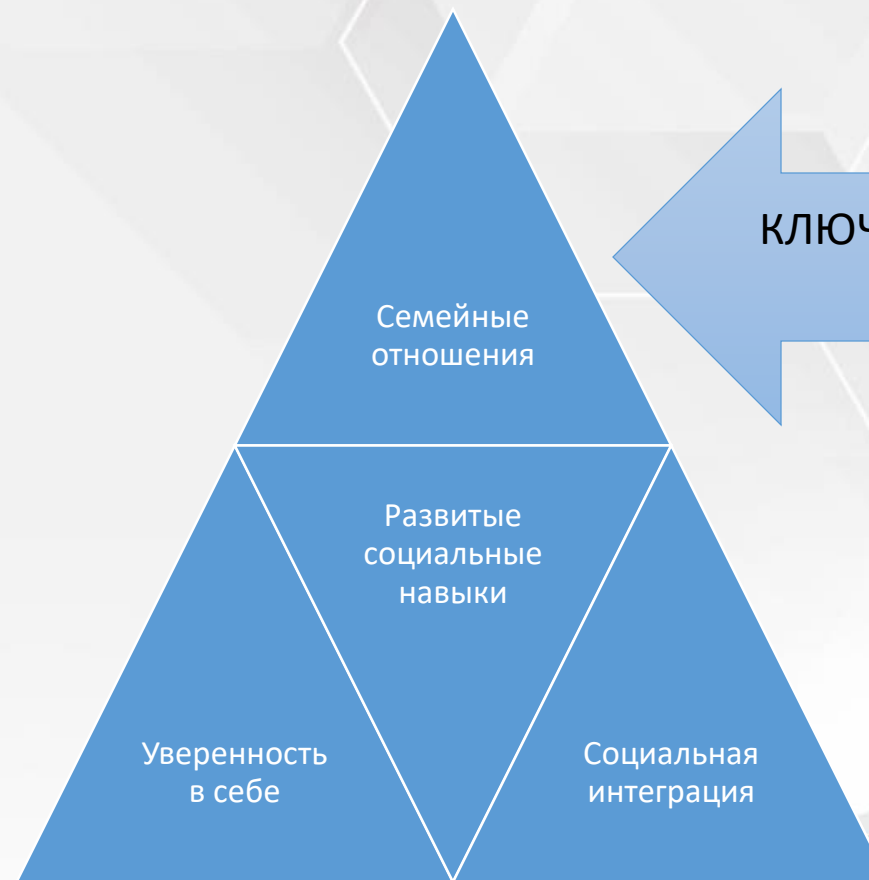 КЛЮЧ
Семейные
отношения
Развитые
социальные
навыки
Уверенность
в себе
Социальная
интеграция